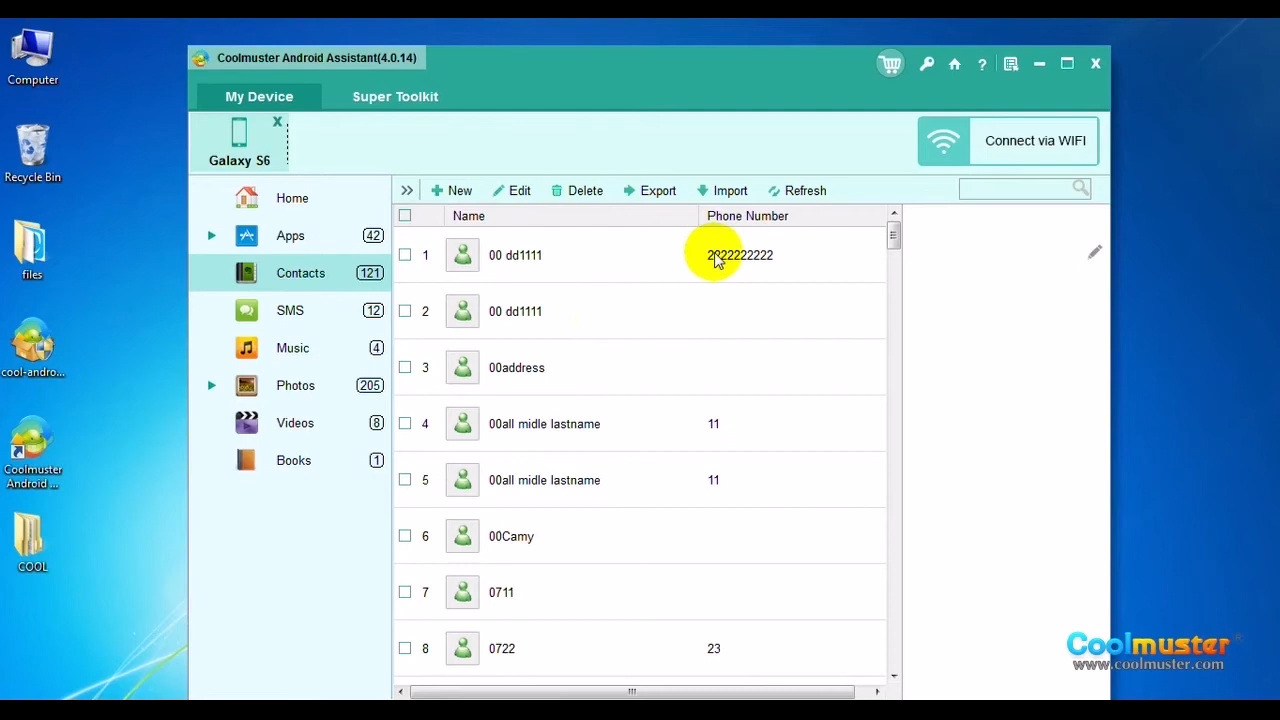 Computer
Recycle Bin
files
cool-andro...
Coolmuster
Android ...
COOL
Coolmuster Android Assistant(4.0.14)
My Device
Super Toolkit
Galaxy S6
Connect via WIFI
Home
Apps 42
Contacts 121
SMS 12
Music 4
Photos 205
Videos 8
Books 1
New Edit Delete Export Import Refresh
Name Phone Number
1 00 dd1111 2222222222
2 00 dd1111
3 00address
4 00all midle lastname 11
5 00all midle lastname 11
6 00Camy
7 0711
8 0722 23
Coolmuster®
www.coolmuster.com